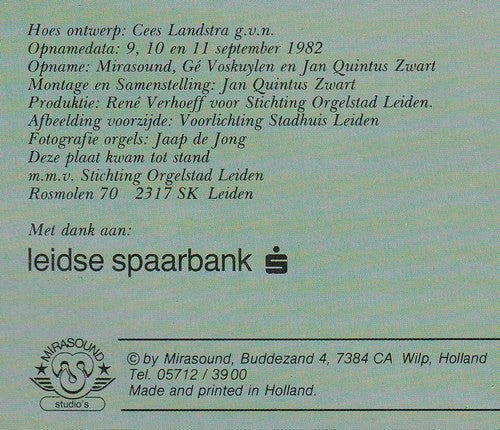 Hoes ontwerp: Cees Landstra g.v.n.
Opnamedata: 9, 10 en 11 september 1982
Opname: Mirasound, Gé Voskuylen en Jan Quintus Zwart
Montage en Samenstelling: Jan Quintus Zwart
Produktie: René Verhoeff voor Stichting Orgelstad Leiden.
Afbeelding voorzijde: Voorlichting Stadhuis Leiden
Fotografie orgels: Jaap de Jong
Deze plaat kwam tot stand
m.m.v. Stichting Orgelstad Leiden
Rosmolen 70 2317 SK Leiden
Met dank aan:
leidse spaarbank S
MIRASOUND
studio's
© by Mirasound, Buddezand 4, 7384 CA Wilp, Holland
Tel. 05712 / 3900
Made and printed in Holland.